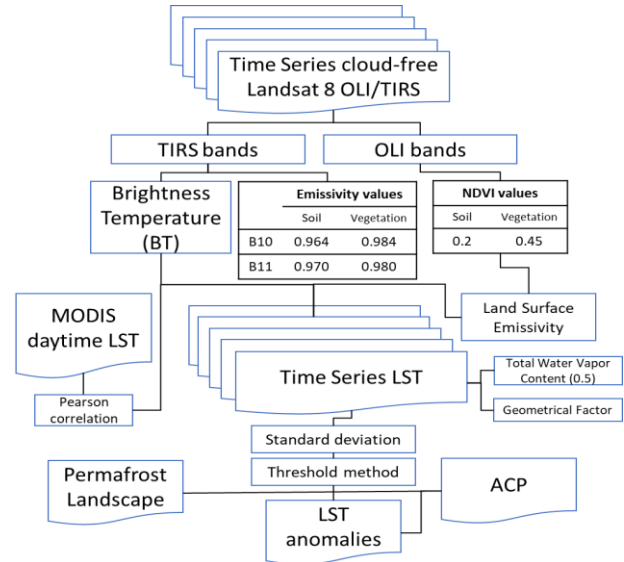 Time Series cloud-free
Landsat 8 OLI/TIRS
TIRS bands
OLI bands
Brightness
Temperature
(BT)
Emissivity values
Soil Vegetation
B10 0.964 0.984
B11 0.970 0.980
NDVI values
Soil Vegetation
0.2 0.45
MODIS
daytime LST
Land Surface
Emissivity
Time Series LST
Total Water Vapor
Content (0.5)
Pearson
correlation
Geometrical Factor
Standard deviation
Threshold method
Permafrost
Landscape
ACP
LST
anomalies